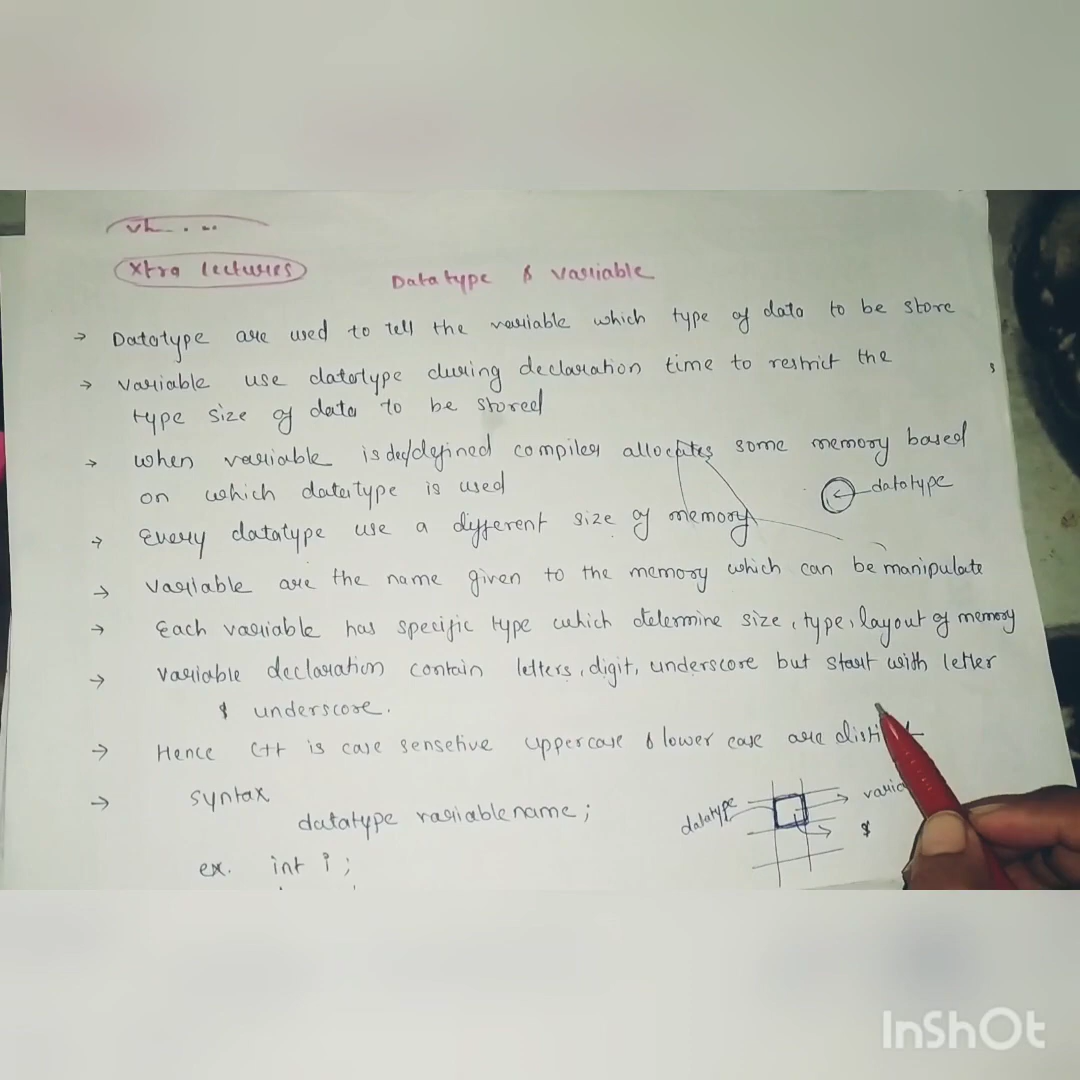 Xtra lectures
Datatype & variable
→ Datatype are used to tell the variable which type of data to be store
→ variable use datatype during declaration time to restrict the
type size of data to be stored
→ when variable is dec/defined compiler allocates some memory based
on which datatype is used
datatype
→ Every datatype use a different size of memory
→ variable are the name given to the memory which can be manipulate
→ Each variable has specific type which determine size, type, layout of memory
→ variable declaration contain letters, digit, underscore but start with letter
& underscore.
→ Hence C++ is case sensetive uppercase & lower case are
→ syntax
datatype variablename;
datatype
ex. int i;
InShOt